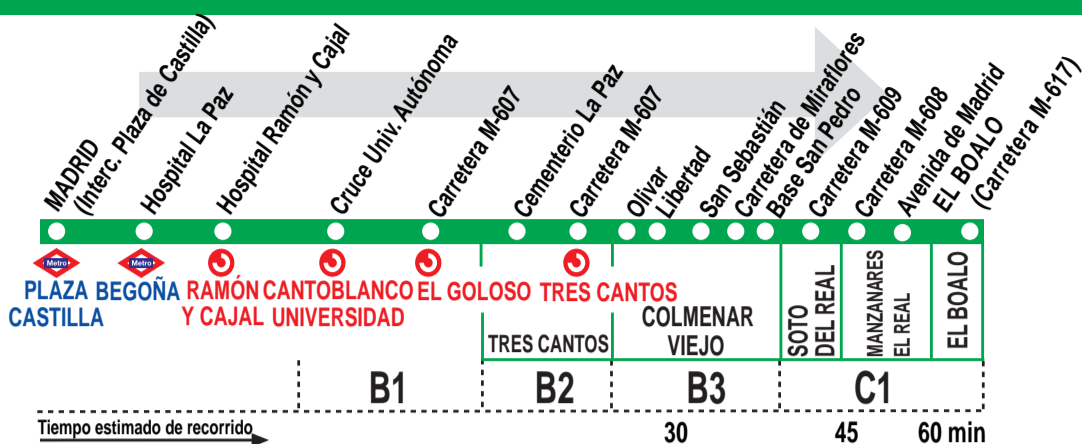 MADRID
(Interc. Plaza de Castilla)
Hospital La Paz
Hospital Ramón y Cajal
Cruce Univ. Autónoma
Carretera M-607
Cementerio La Paz
Carretera M-607
Olivar
Libertad
San Sebastián
Carretera de Miraflores
Base San Pedro
Carretera M-609
Carretera M-608
Avenida de Madrid
EL BOALO
(Carretera M-617)
Metro
Metro
PLAZA
CASTILLA
BEGOÑA
RAMÓN
Y CAJAL
CANTOBLANCO
UNIVERSIDAD
EL GOLOSO
TRES CANTOS
TRES CANTOS
COLMENAR
VIEJO
SOTO
DEL REAL
MANZANARES
EL REAL
EL BOALO
B1
B2
B3
C1
Tiempo estimado de recorrido
30
45
60 min